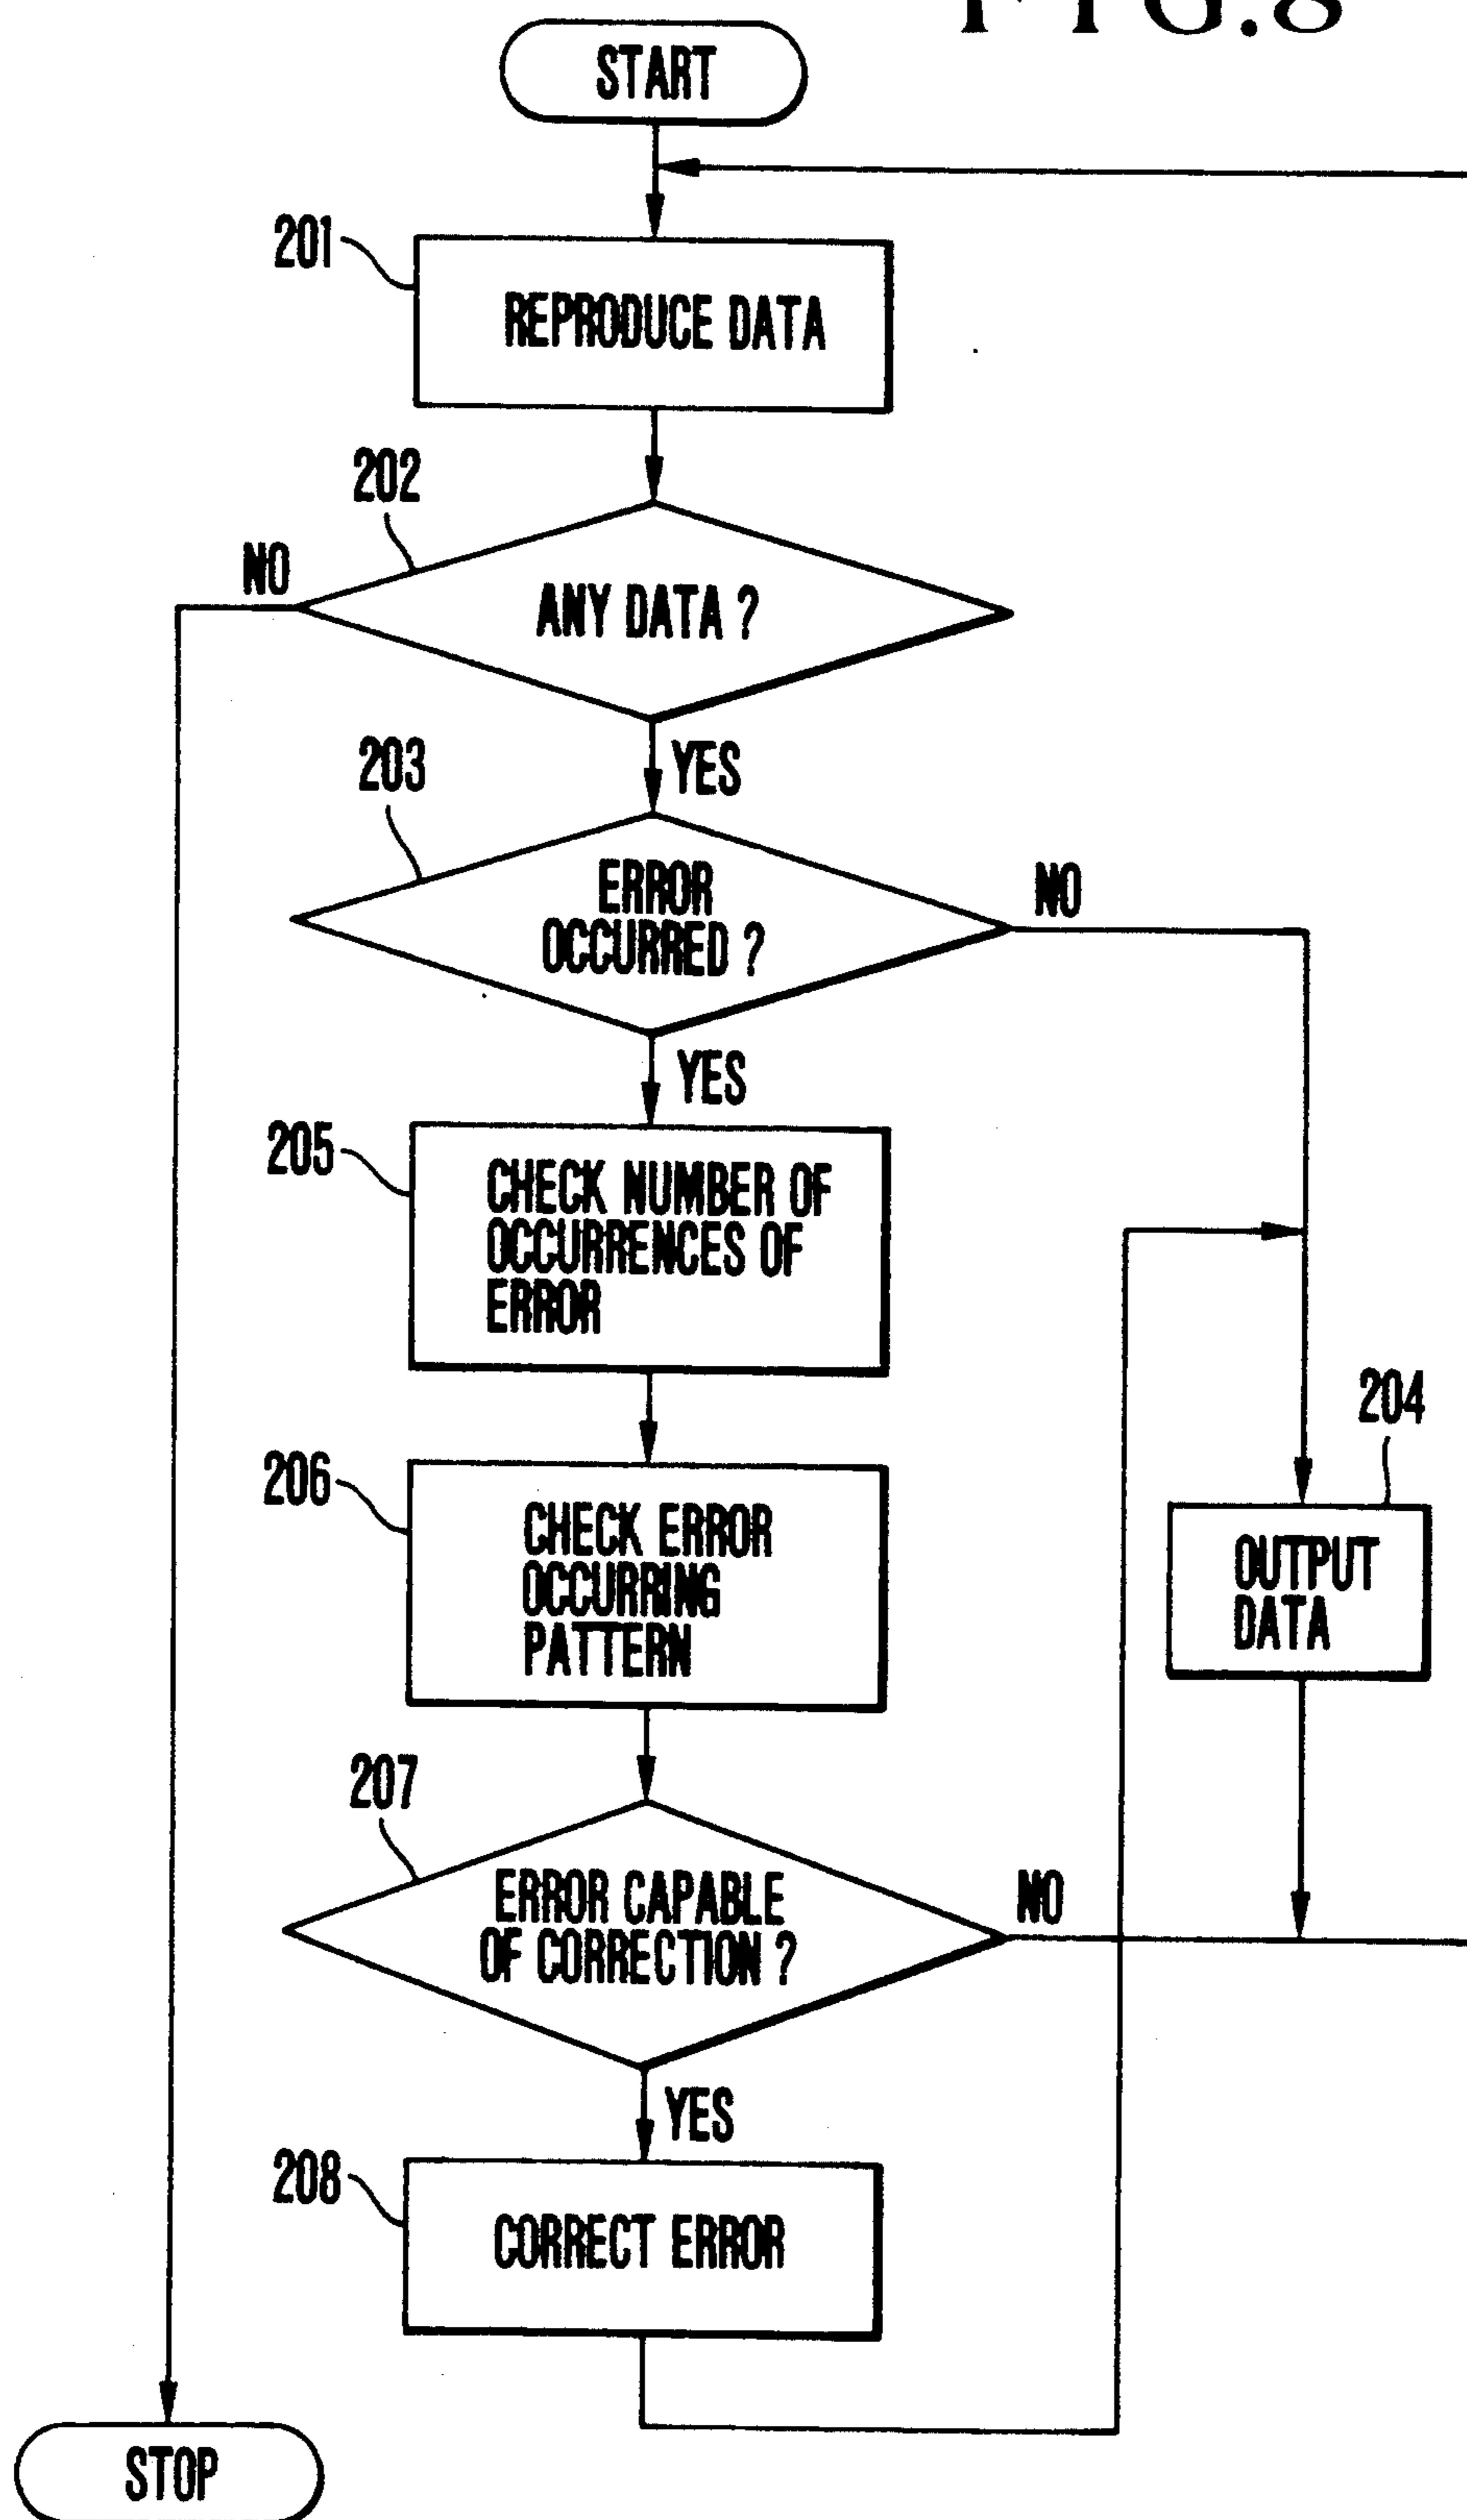 FIG.8
START
201
REPRODUCE DATA
202
NO
ANY DATA ?
YES
203
ERROR
OCCURRED ?
NO
YES
205
CHECK NUMBER OF
OCCURRENCES OF
ERROR
204
206
CHECK ERROR
OCCURRING
PATTERN
OUTPUT
DATA
207
ERROR CAPABLE
OF CORRECTION ?
NO
YES
208
CORRECT ERROR
STOP